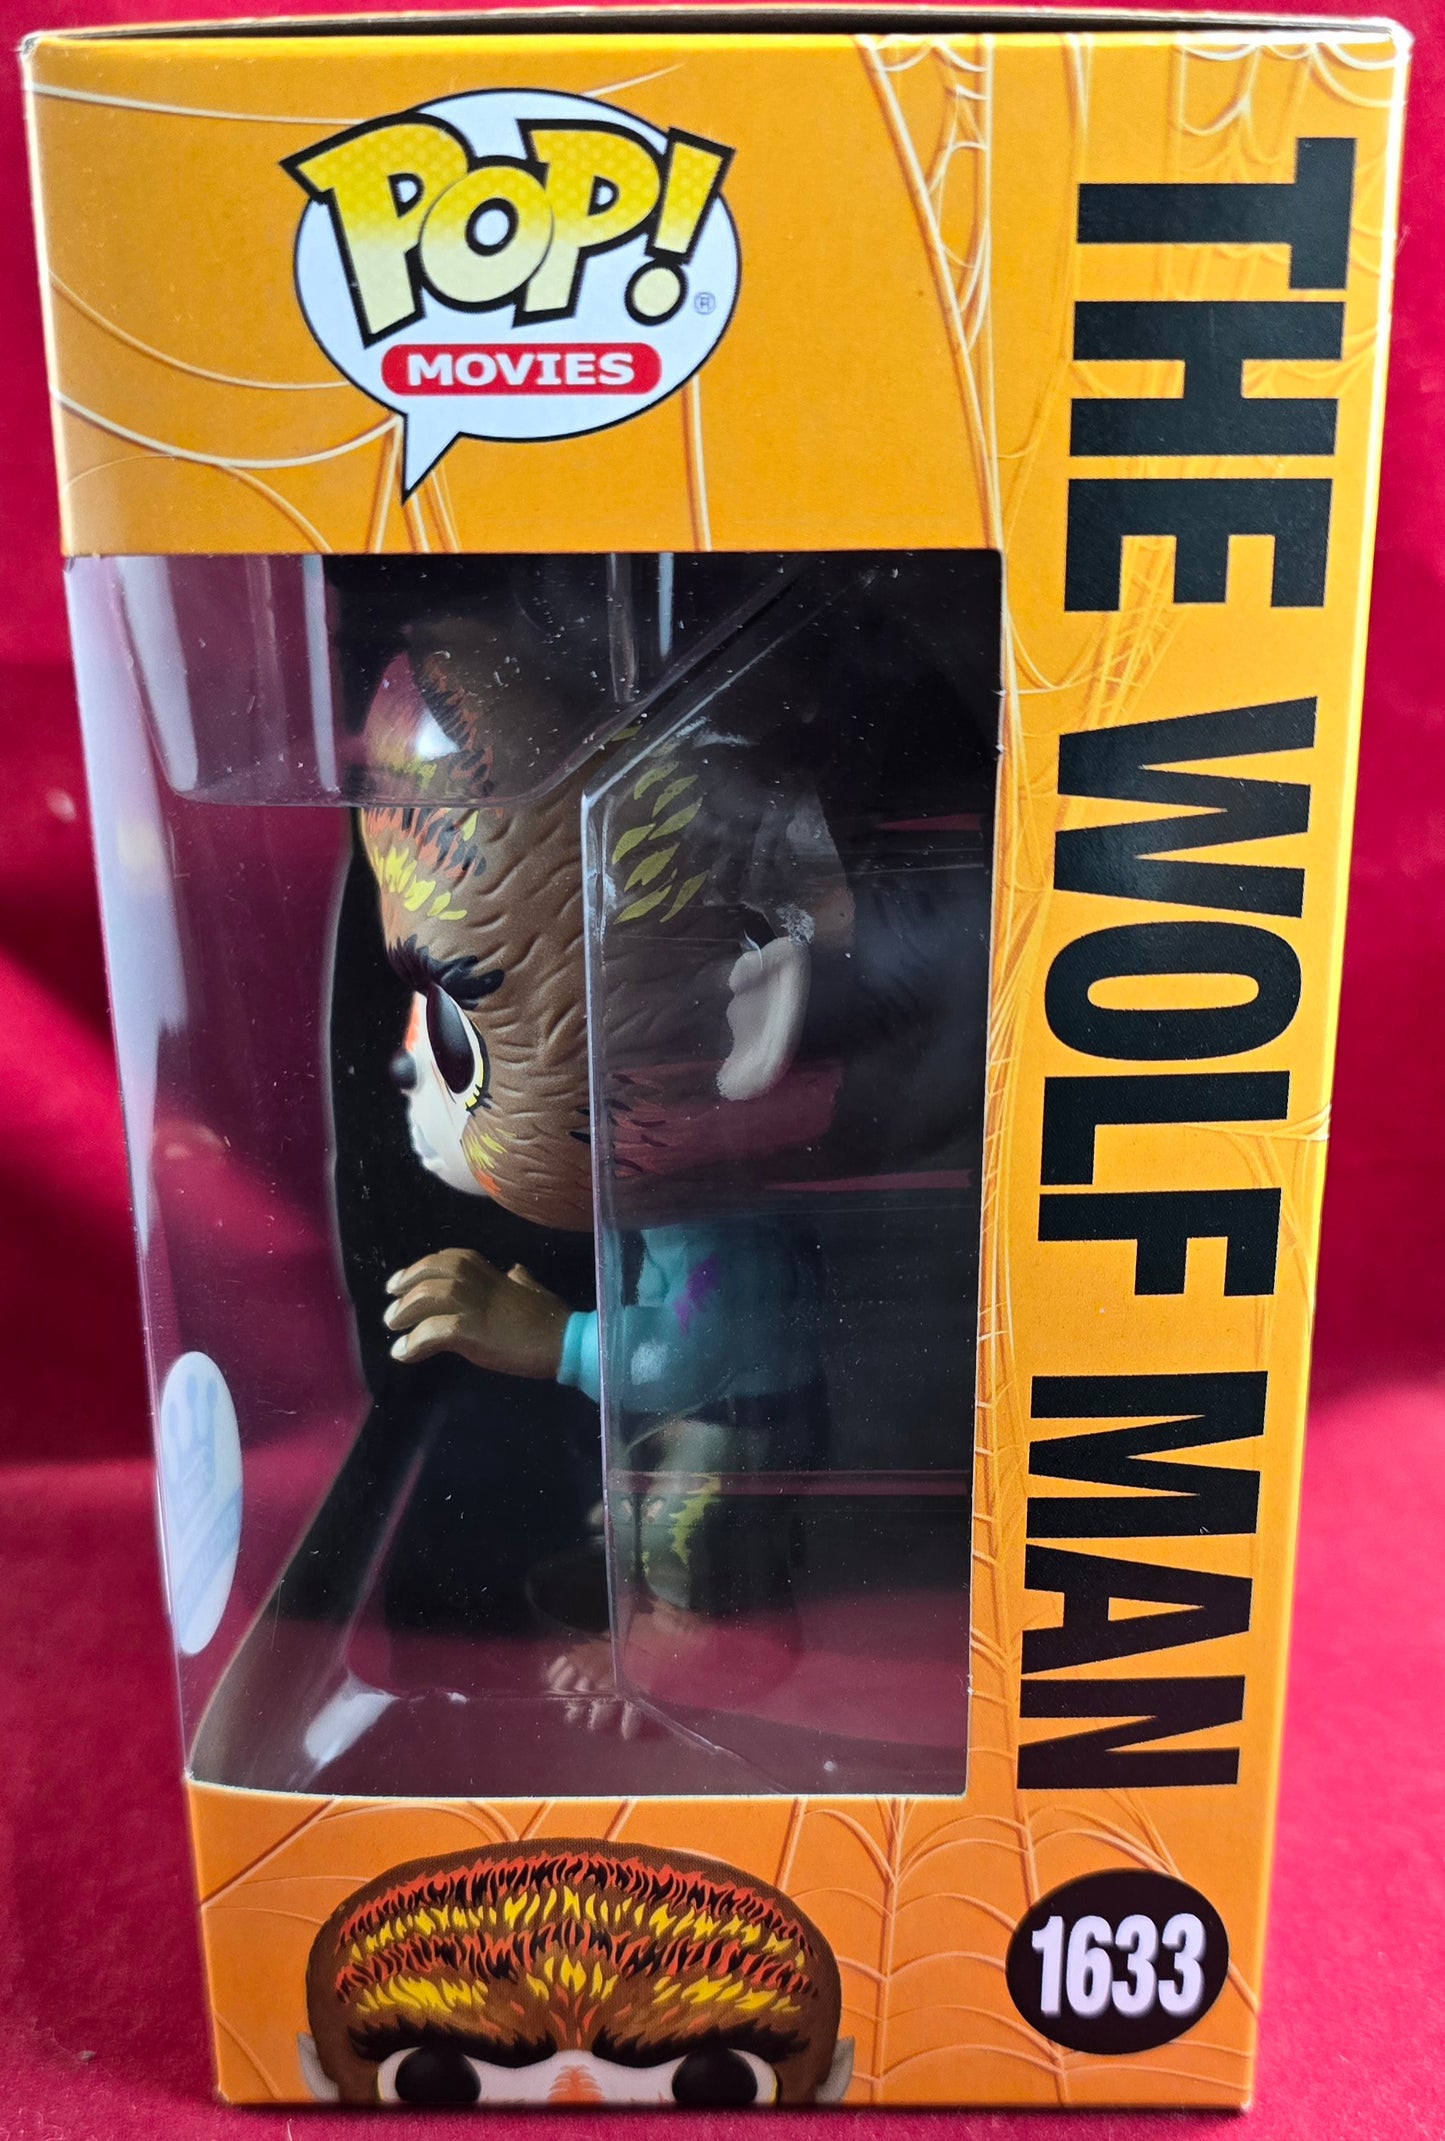 POP! ®
MOVIES
THE WOLF MAN
1633